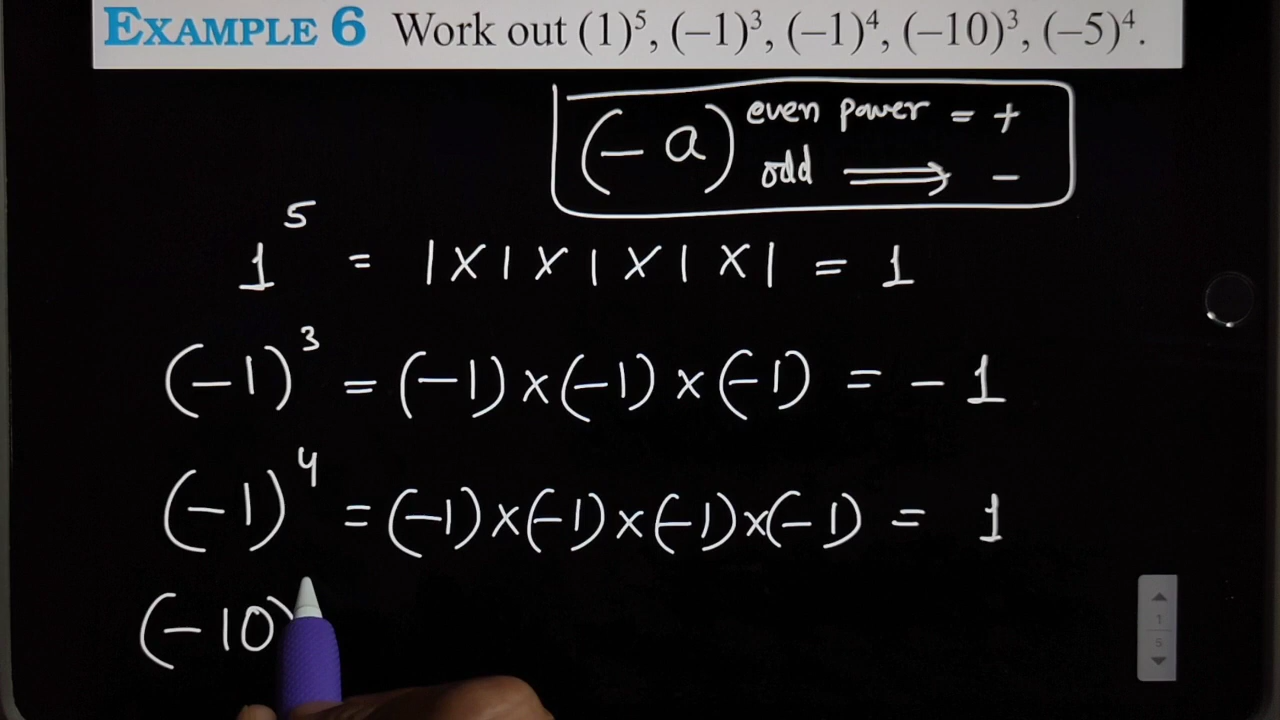 EXAMPLE 6 Work out (1)⁵, (−1)³, (−1)⁴, (−10)³, (−5)⁴.
(−a) even power = +
odd ⟹ −
1⁵ = 1×1×1×1×1 = 1
(−1)³ = (−1)×(−1)×(−1) = −1
(−1)⁴ = (−1)×(−1)×(−1)×(−1) = 1
(−10)
1
5